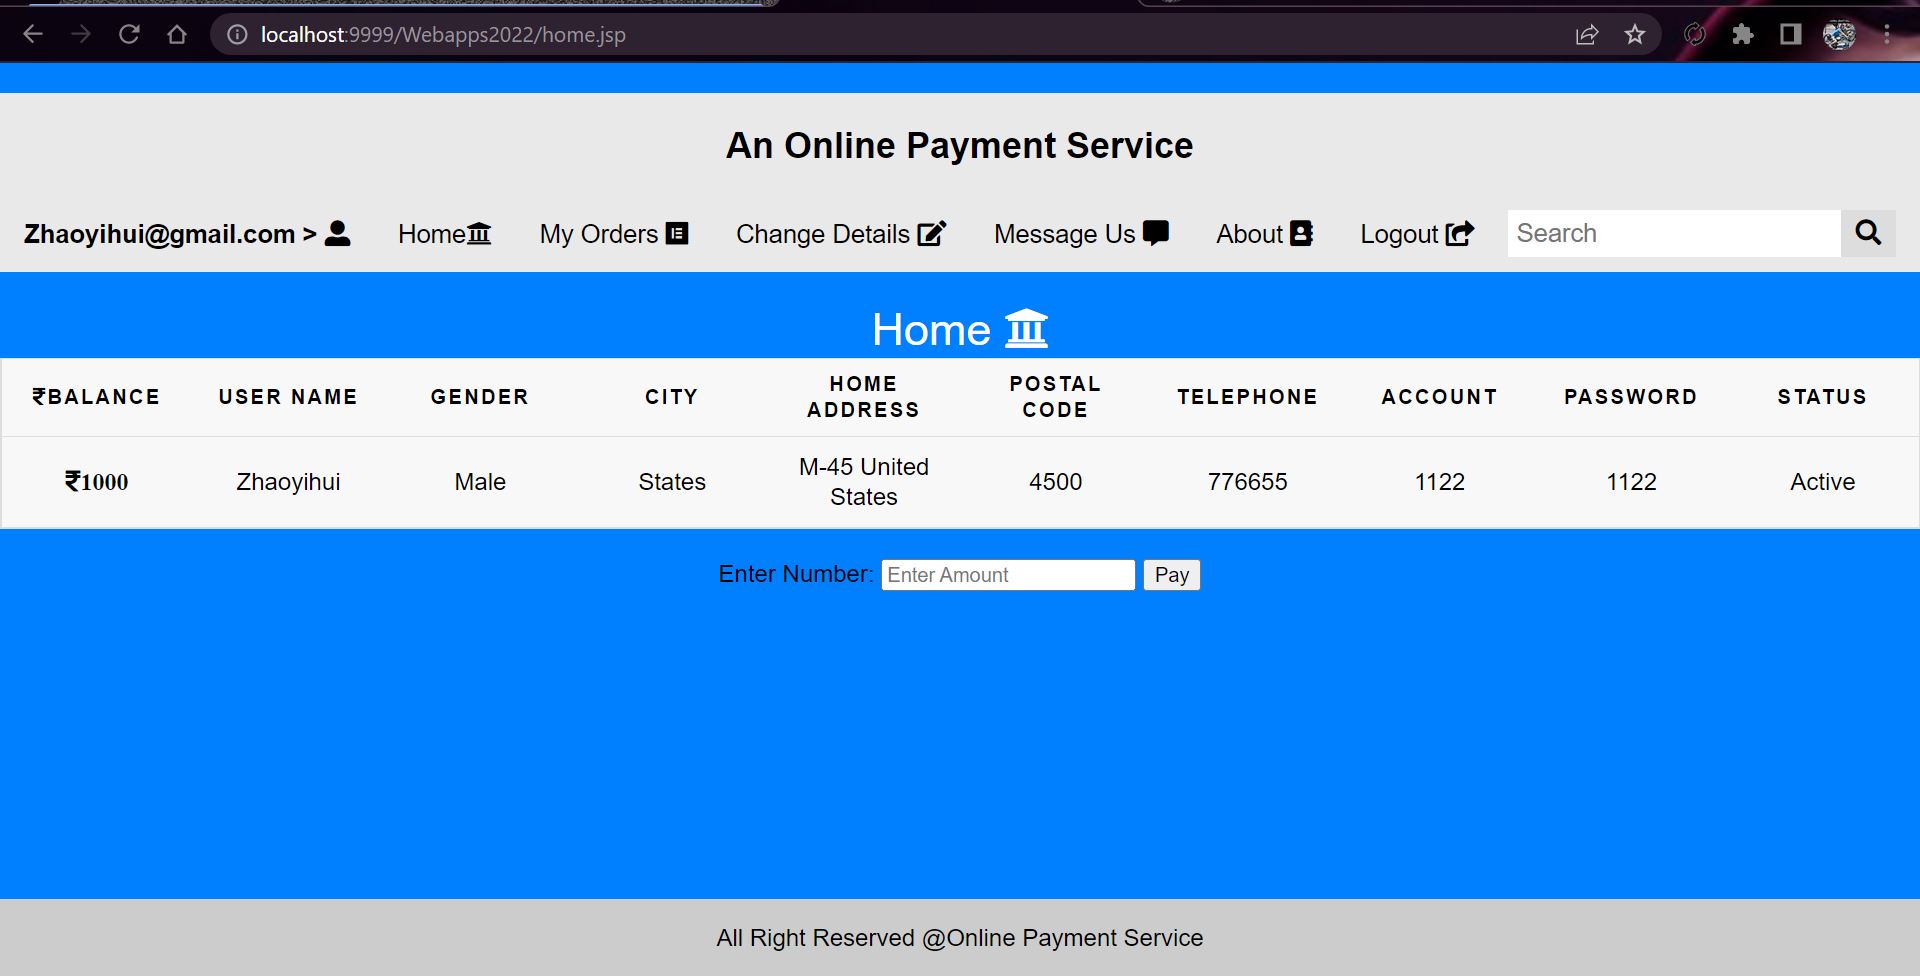 localhost:9999/Webapps2022/home.jsp
An Online Payment Service
Zhaoyihui@gmail.com > Home My Orders Change Details Message Us About Logout Search
Home
₹BALANCE USER NAME GENDER CITY HOME ADDRESS POSTAL CODE TELEPHONE ACCOUNT PASSWORD STATUS
₹1000 Zhaoyihui Male States M-45 United States 4500 776655 1122 1122 Active
Enter Number: Enter Amount Pay
All Right Reserved @Online Payment Service